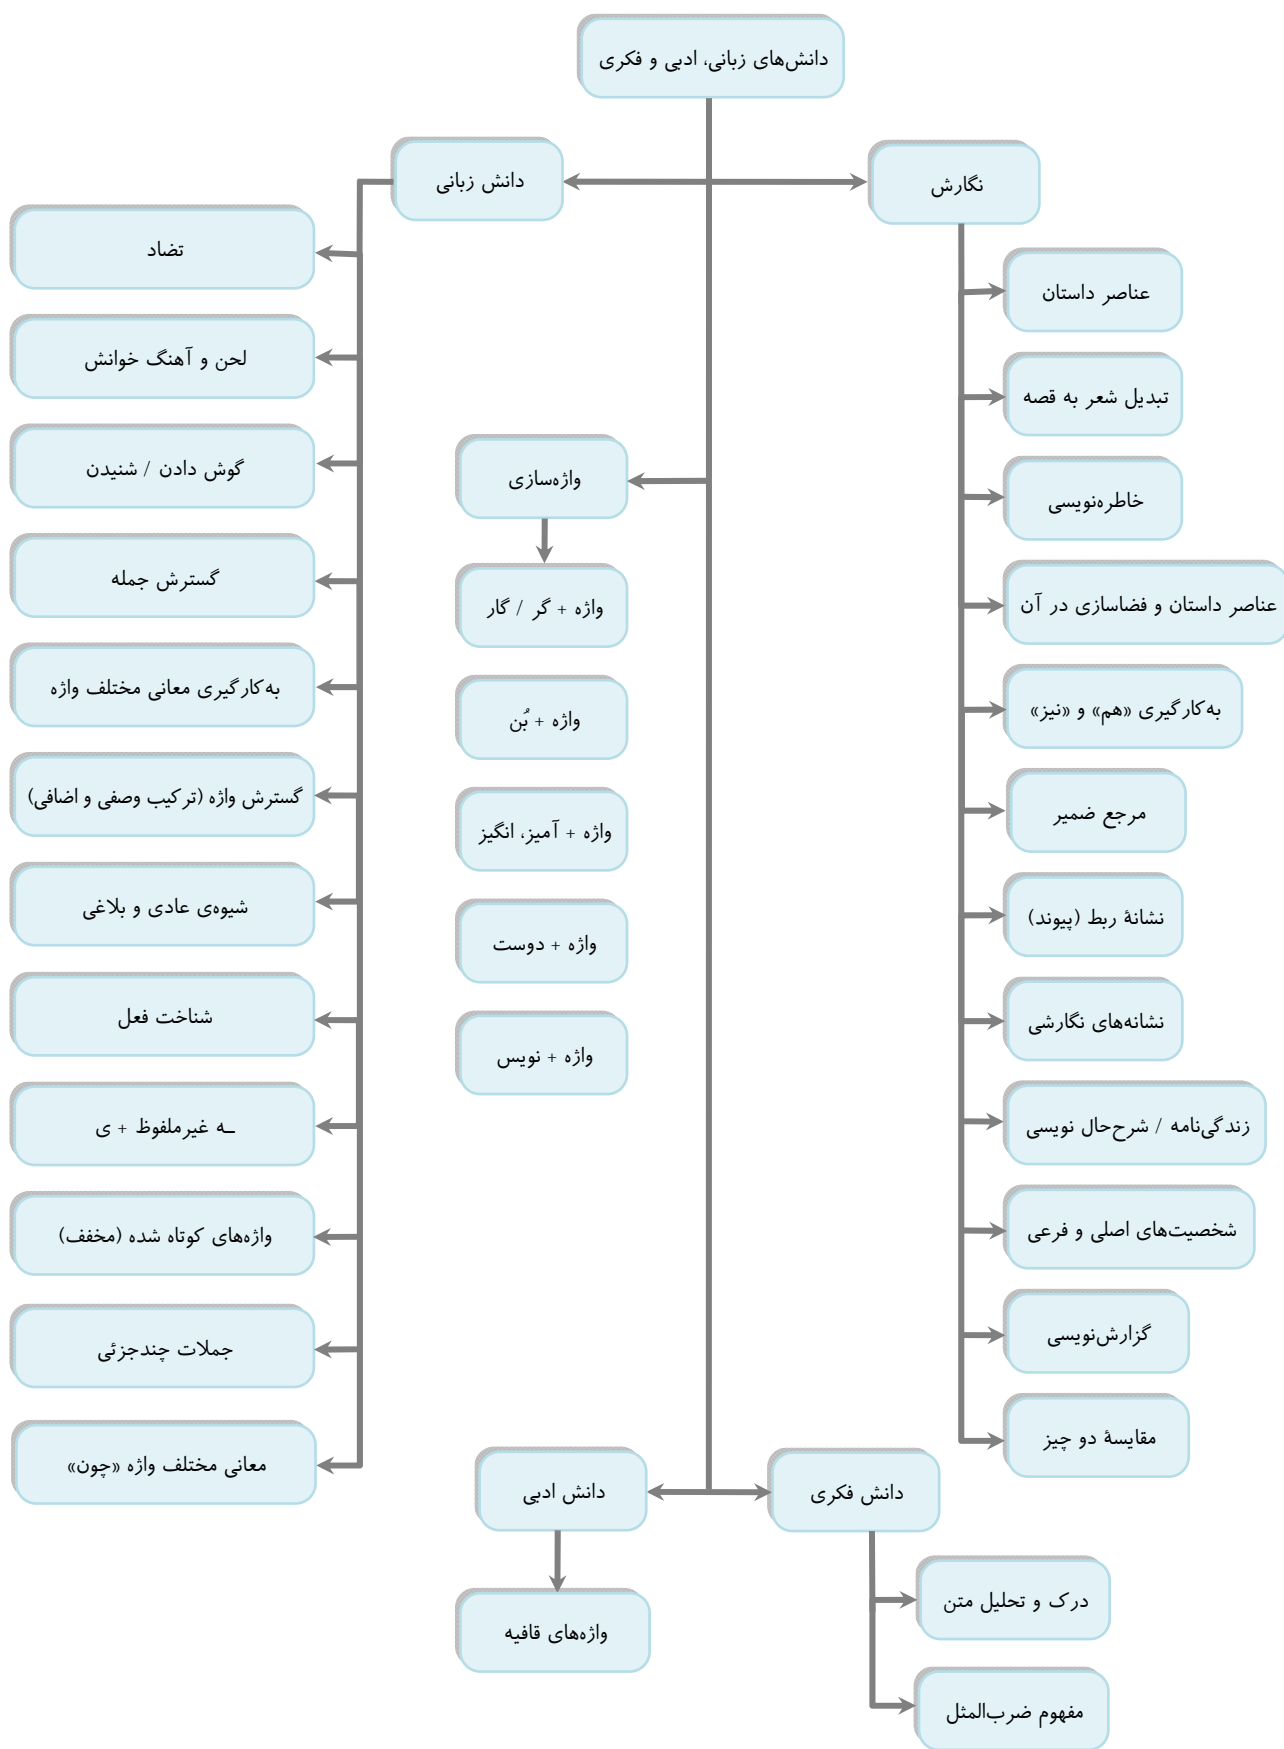 دانش‌های زبانی، ادبی و فکری
نگارش
عناصر داستان
تبدیل شعر به قصه
خاطره‌نویسی
عناصر داستان و فضاسازی در آن
به‌کارگیری «هم» و «نیز»
مرجع ضمیر
نشانهٔ ربط (پیوند)
نشانه‌های نگارشی
زندگی‌نامه / شرح‌حال نویسی
شخصیت‌های اصلی و فرعی
گزارش‌نویسی
مقایسهٔ دو چیز
دانش زبانی
تضاد
لحن و آهنگ خوانش
گوش دادن / شنیدن
گسترش جمله
به‌کارگیری معانی مختلف واژه
گسترش واژه (ترکیب وصفی و اضافی)
شیوه‌ی عادی و بلاغی
شناخت فعل
ـه غیرملفوظ + ی
واژه‌های کوتاه شده (مخفف)
جملات چندجزئی
معانی مختلف واژه «چون»
واژه‌سازی
واژه + گر / گار
واژه + بُن
واژه + آمیز، انگیز
واژه + دوست
واژه + نویس
دانش فکری
درک و تحلیل متن
مفهوم ضرب‌المثل
دانش ادبی
واژه‌های قافیه